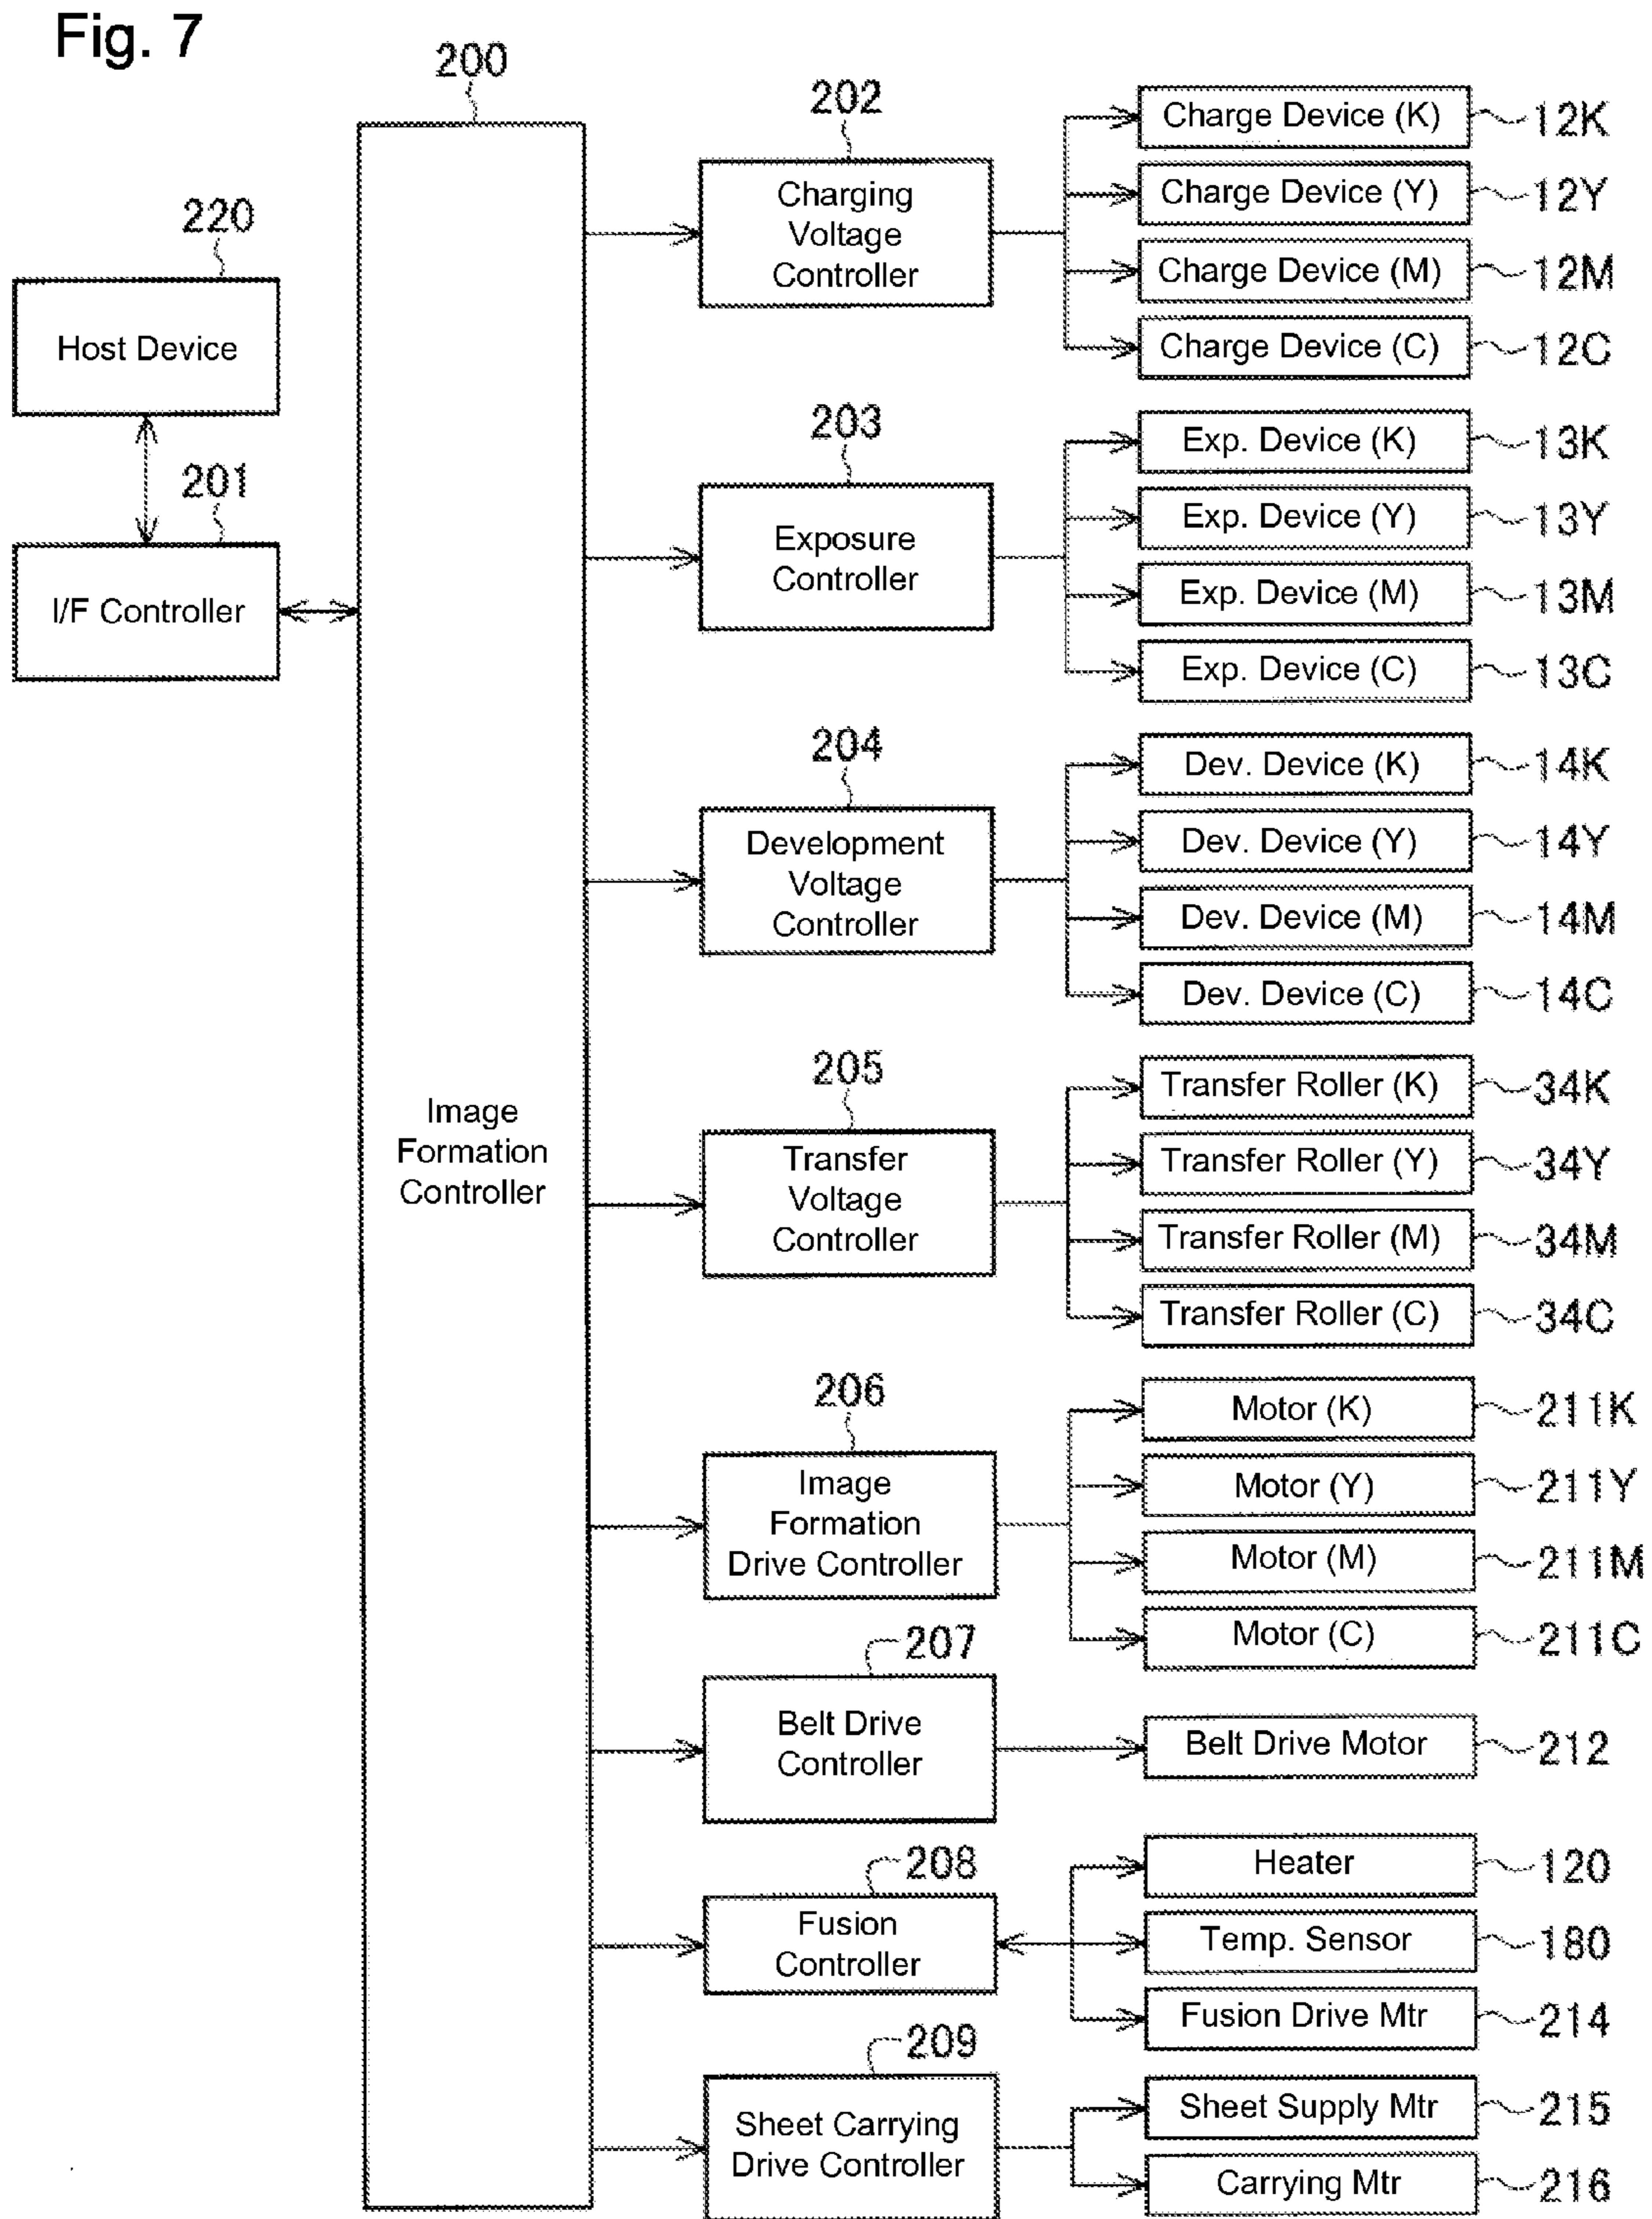 Fig. 7
200
220
Host Device
201
I/F Controller
Image
Formation
Controller
202
Charging
Voltage
Controller
Charge Device (K)
12K
Charge Device (Y)
12Y
Charge Device (M)
12M
Charge Device (C)
12C
203
Exposure
Controller
Exp. Device (K)
13K
Exp. Device (Y)
13Y
Exp. Device (M)
13M
Exp. Device (C)
13C
204
Development
Voltage
Controller
Dev. Device (K)
14K
Dev. Device (Y)
14Y
Dev. Device (M)
14M
Dev. Device (C)
14C
205
Transfer
Voltage
Controller
Transfer Roller (K)
34K
Transfer Roller (Y)
34Y
Transfer Roller (M)
34M
Transfer Roller (C)
34C
206
Image
Formation
Drive Controller
Motor (K)
211K
Motor (Y)
211Y
Motor (M)
211M
Motor (C)
211C
207
Belt Drive
Controller
Belt Drive Motor
212
208
Fusion
Controller
Heater
120
Temp. Sensor
180
Fusion Drive Mtr
214
209
Sheet Carrying
Drive Controller
Sheet Supply Mtr
215
Carrying Mtr
216